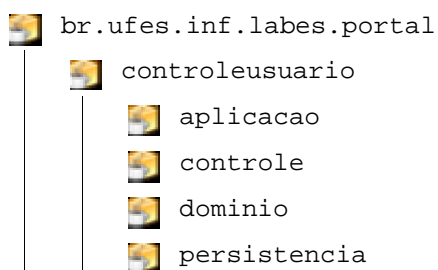 br.ufes.inf.labes.portal
controleusuario
aplicacao
controle
dominio
persistencia